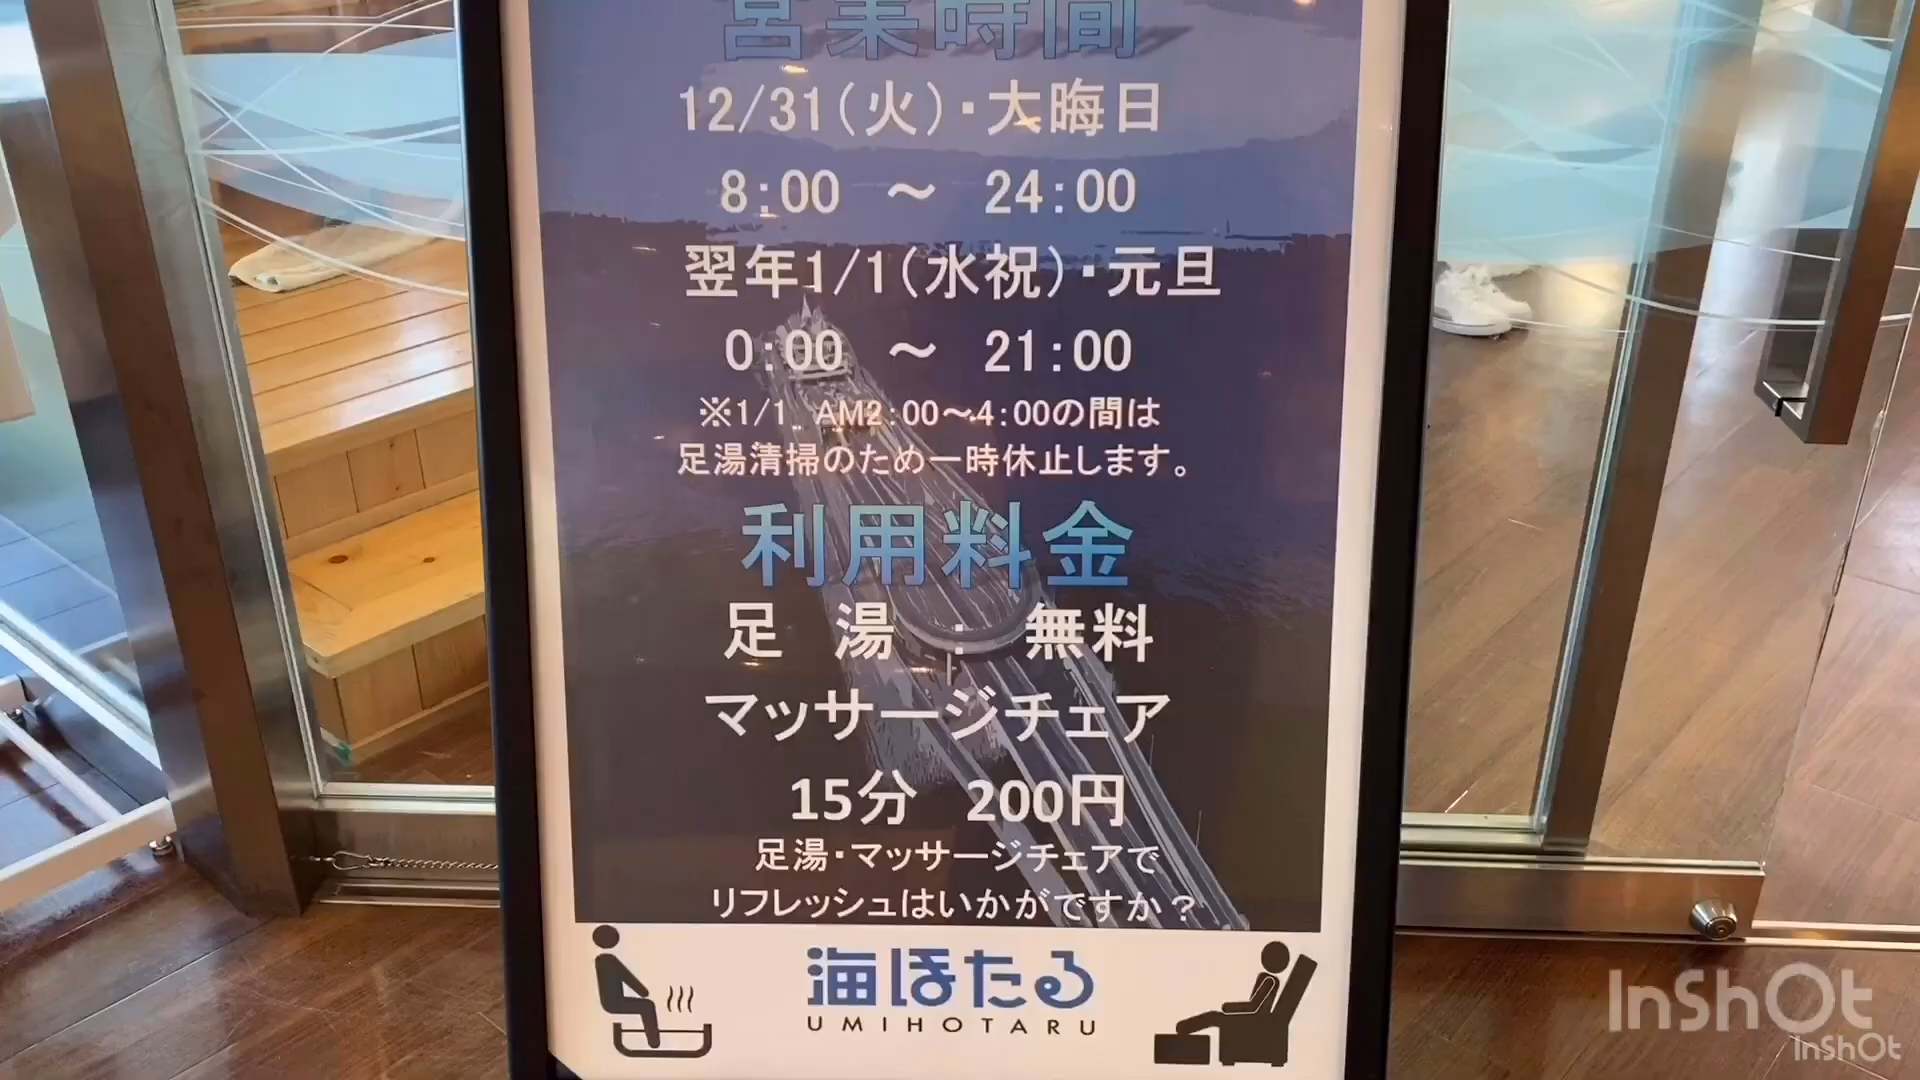 営業時間
12/31(火)・大晦日
8:00 ～ 24:00
翌年1/1(水祝)・元旦
0:00 ～ 21:00
※1/1 AM2:00～4:00の間は
足湯清掃のため一時休止します。
利用料金
足 湯 : 無料
マッサージチェア
15分 200円
足湯・マッサージチェアで
リフレッシュはいかがですか？
海ほたる
UMIHOTARU
InShOt
InShOt